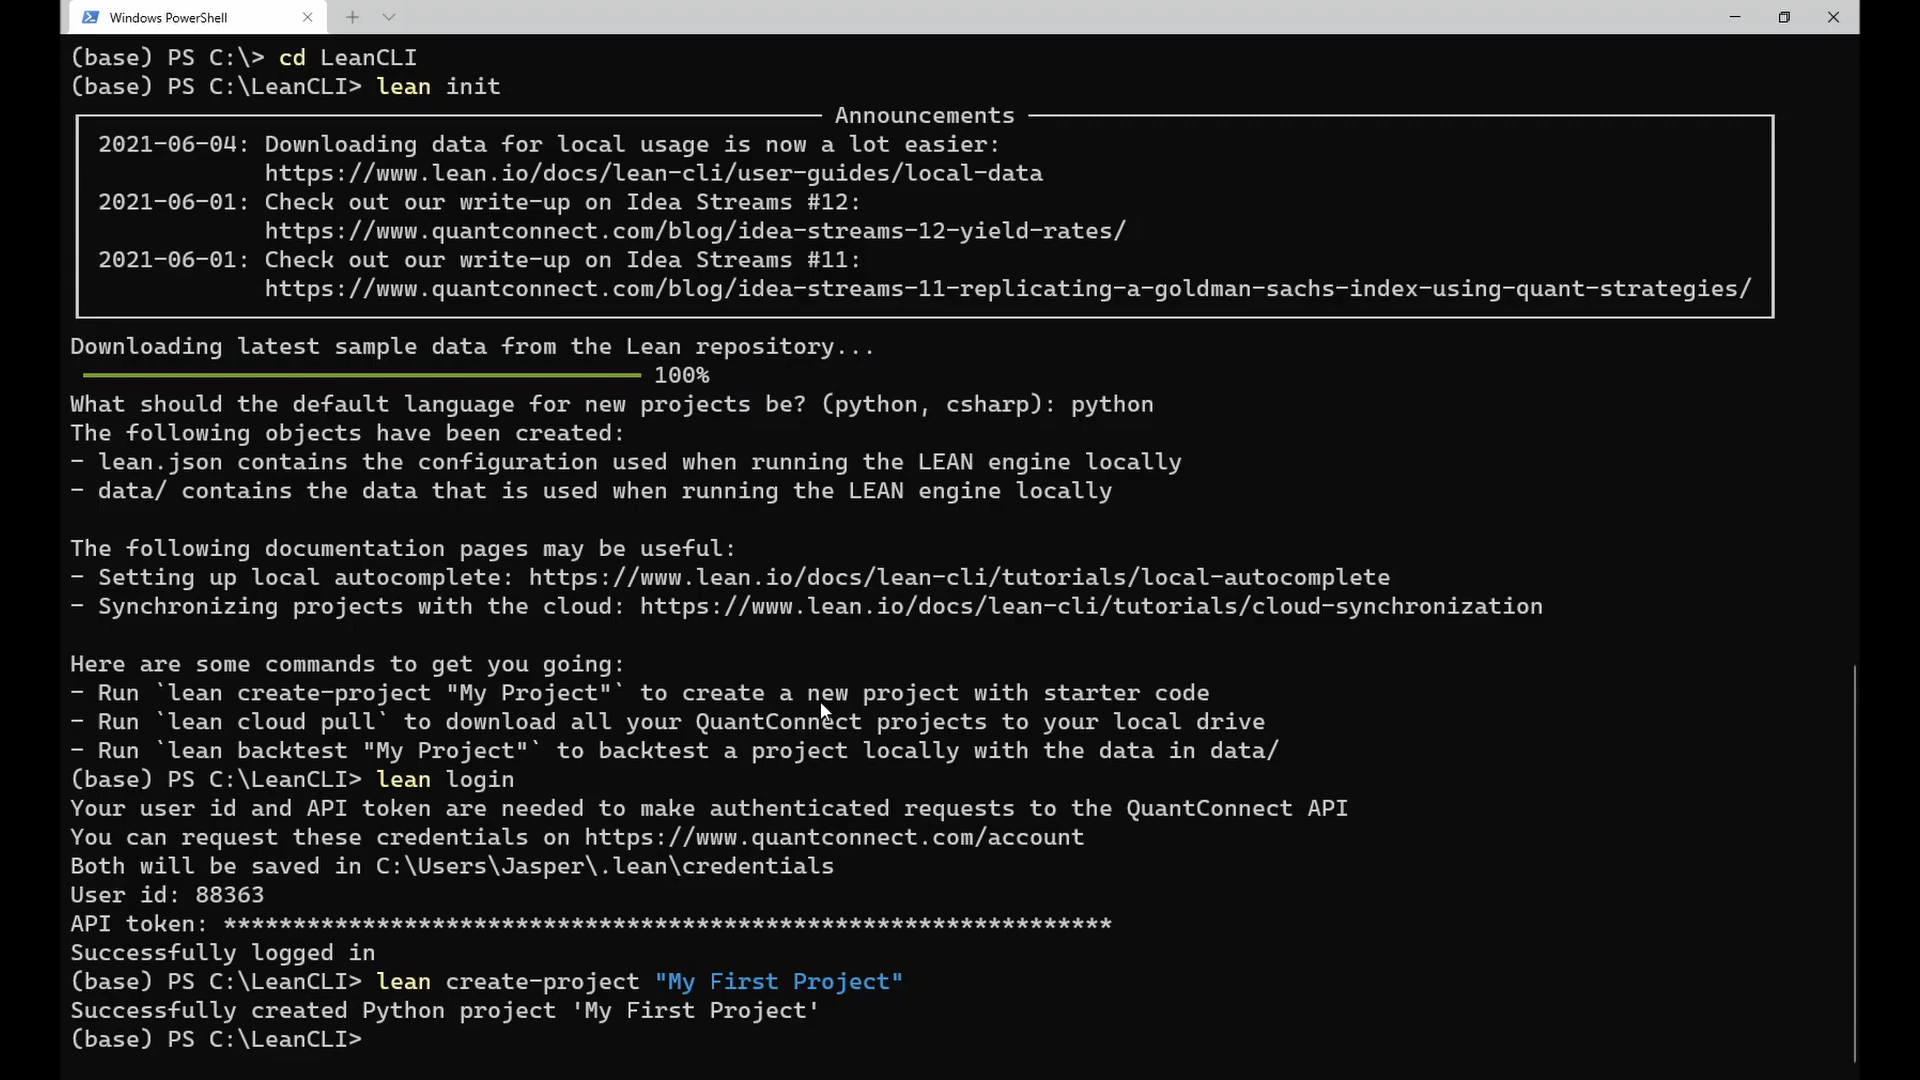 Windows PowerShell
(base) PS C:\> cd LeanCLI
(base) PS C:\LeanCLI> lean init
Announcements
2021-06-04: Downloading data for local usage is now a lot easier:
https://www.lean.io/docs/lean-cli/user-guides/local-data
2021-06-01: Check out our write-up on Idea Streams #12:
https://www.quantconnect.com/blog/idea-streams-12-yield-rates/
2021-06-01: Check out our write-up on Idea Streams #11:
https://www.quantconnect.com/blog/idea-streams-11-replicating-a-goldman-sachs-index-using-quant-strategies/
Downloading latest sample data from the Lean repository...
100%
What should the default language for new projects be? (python, csharp): python
The following objects have been created:
- lean.json contains the configuration used when running the LEAN engine locally
- data/ contains the data that is used when running the LEAN engine locally
The following documentation pages may be useful:
- Setting up local autocomplete: https://www.lean.io/docs/lean-cli/tutorials/local-autocomplete
- Synchronizing projects with the cloud: https://www.lean.io/docs/lean-cli/tutorials/cloud-synchronization
Here are some commands to get you going:
- Run `lean create-project "My Project"` to create a new project with starter code
- Run `lean cloud pull` to download all your QuantConnect projects to your local drive
- Run `lean backtest "My Project"` to backtest a project locally with the data in data/
(base) PS C:\LeanCLI> lean login
Your user id and API token are needed to make authenticated requests to the QuantConnect API
You can request these credentials on https://www.quantconnect.com/account
Both will be saved in C:\Users\Jasper\.lean\credentials
User id: 88363
API token: ****************************************************************
Successfully logged in
(base) PS C:\LeanCLI> lean create-project "My First Project"
Successfully created Python project 'My First Project'
(base) PS C:\LeanCLI>